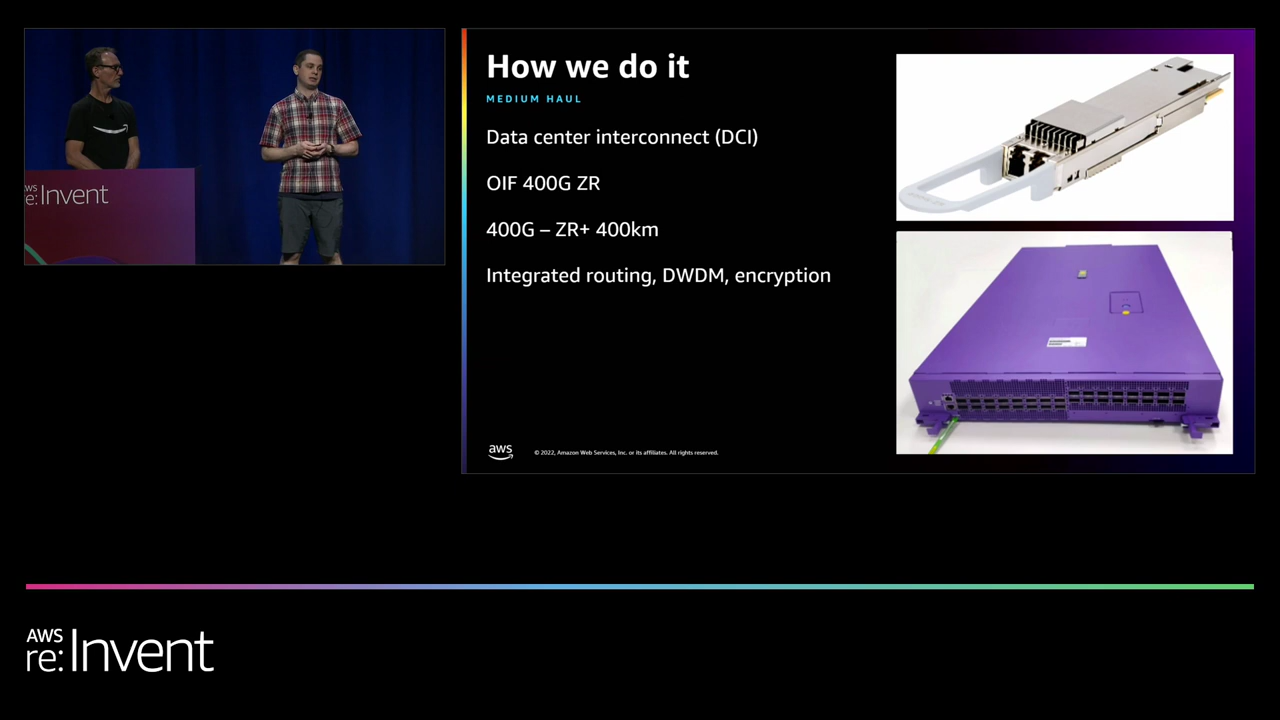 ws
re:Invent
How we do it
MEDIUM HAUL
Data center interconnect (DCI)
OIF 400G ZR
400G – ZR+ 400km
Integrated routing, DWDM, encryption
aws
© 2022, Amazon Web Services, Inc. or its affiliates. All rights reserved.
AWS
re:Invent